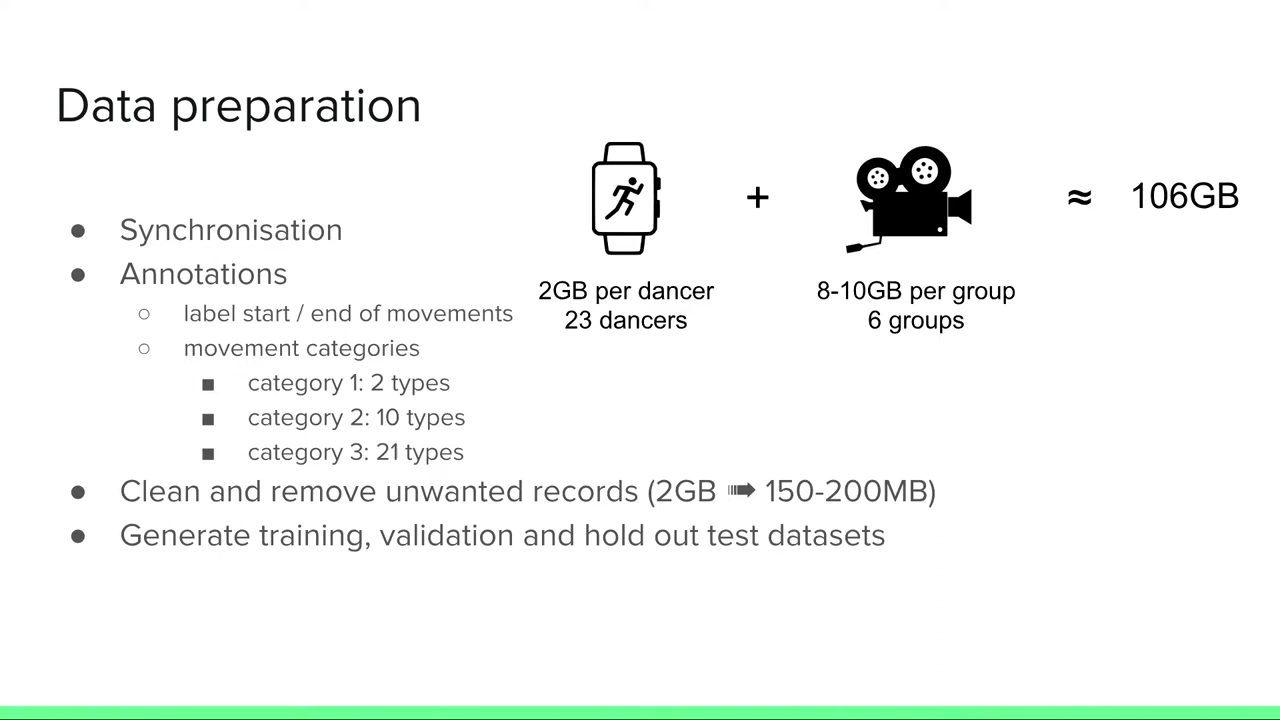 Data preparation
● Synchronisation
● Annotations
○ label start / end of movements
○ movement categories
■ category 1: 2 types
■ category 2: 10 types
■ category 3: 21 types
● Clean and remove unwanted records (2GB ➠ 150-200MB)
● Generate training, validation and hold out test datasets
+
≈ 106GB
2GB per dancer
23 dancers
8-10GB per group
6 groups